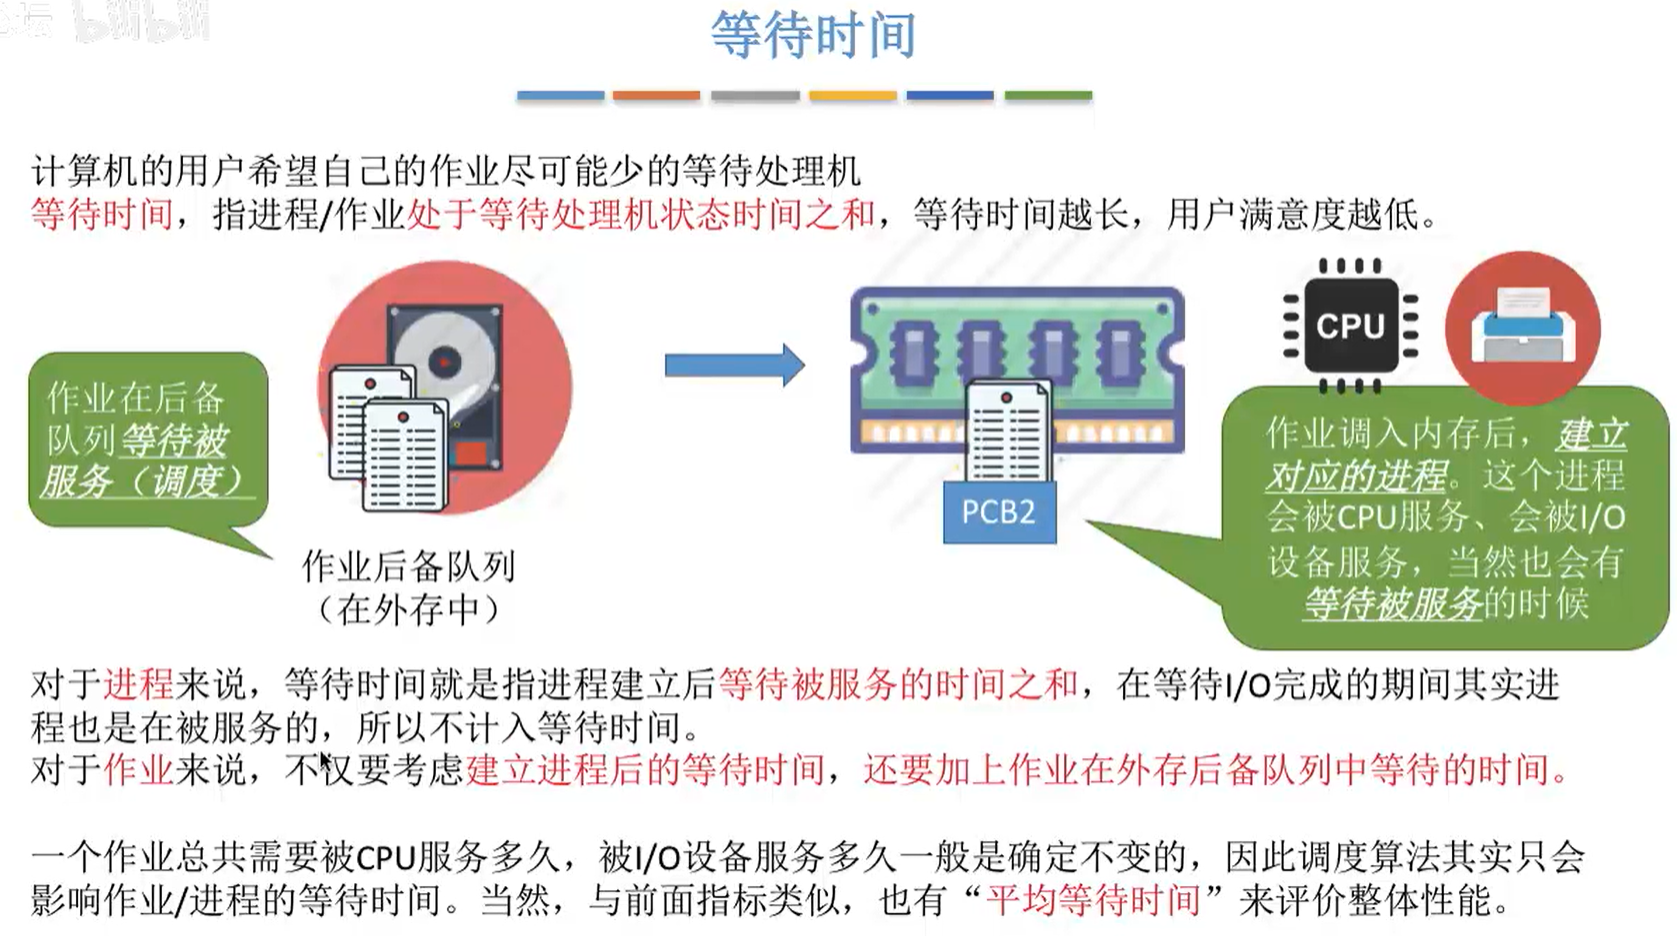 坛 bilibili
等待时间
计算机的用户希望自己的作业尽可能少的等待处理机
等待时间，指进程/作业处于等待处理机状态时间之和，等待时间越长，用户满意度越低。
作业在后备
队列等待被
服务（调度）
作业后备队列
（在外存中）
PCB2
CPU
作业调入内存后，建立
对应的进程。这个进程
会被CPU服务、会被I/O
设备服务，当然也会有
等待被服务的时候
对于进程来说，等待时间就是指进程建立后等待被服务的时间之和，在等待I/O完成的期间其实进
程也是在被服务的，所以不计入等待时间。
对于作业来说，不仅要考虑建立进程后的等待时间，还要加上作业在外存后备队列中等待的时间。
一个作业总共需要被CPU服务多久，被I/O设备服务多久一般是确定不变的，因此调度算法其实只会
影响作业/进程的等待时间。当然，与前面指标类似，也有“平均等待时间”来评价整体性能。